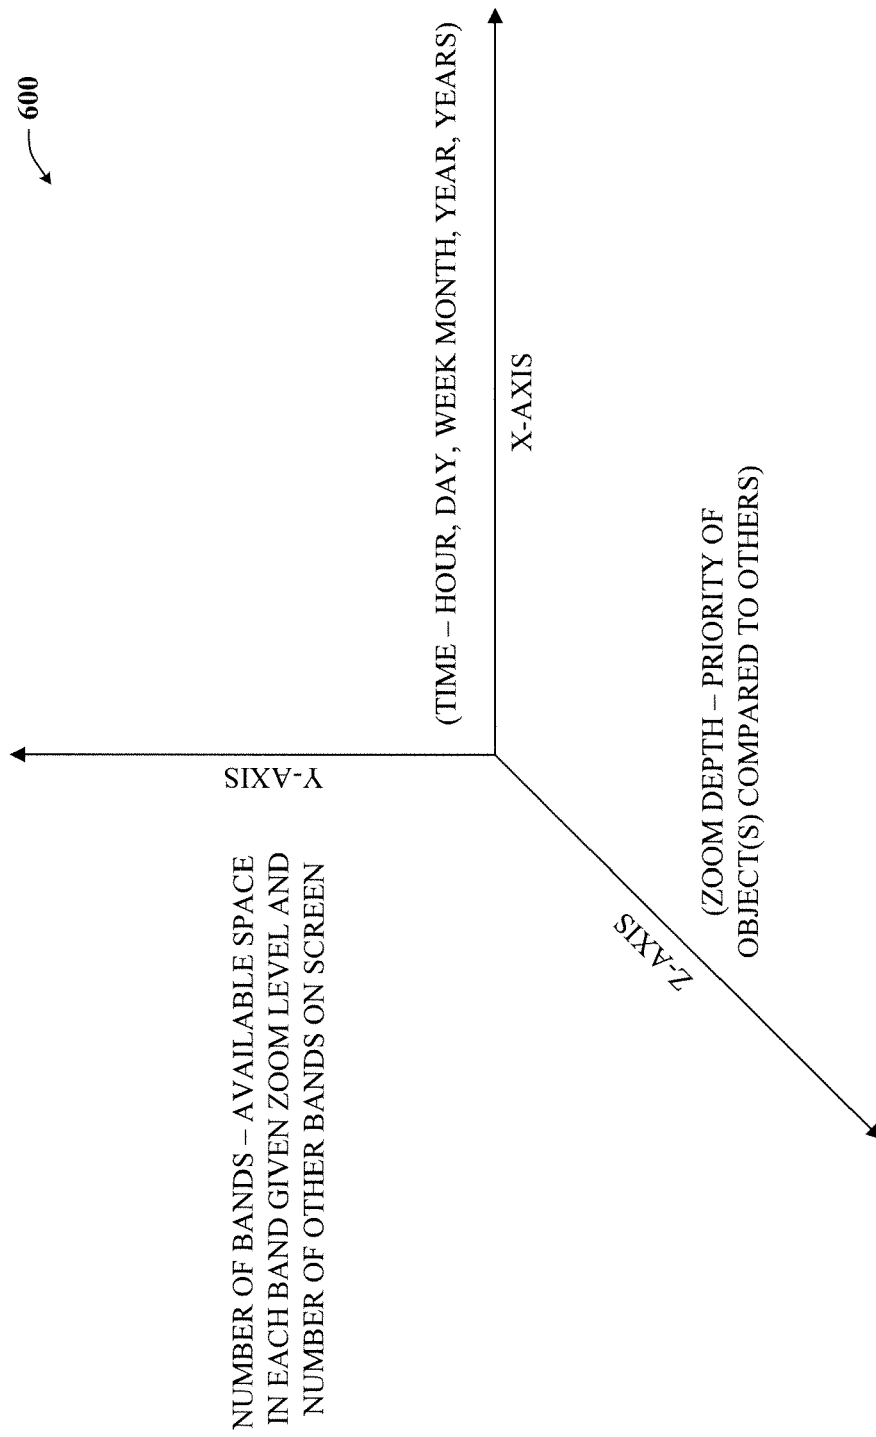 600
NUMBER OF BANDS – AVAILABLE SPACE
IN EACH BAND GIVEN ZOOM LEVEL AND
NUMBER OF OTHER BANDS ON SCREEN
Y-AXIS
(TIME – HOUR, DAY, WEEK MONTH, YEAR, YEARS)
X-AXIS
Z-AXIS
(ZOOM DEPTH – PRIORITY OF
OBJECT(S) COMPARED TO OTHERS)